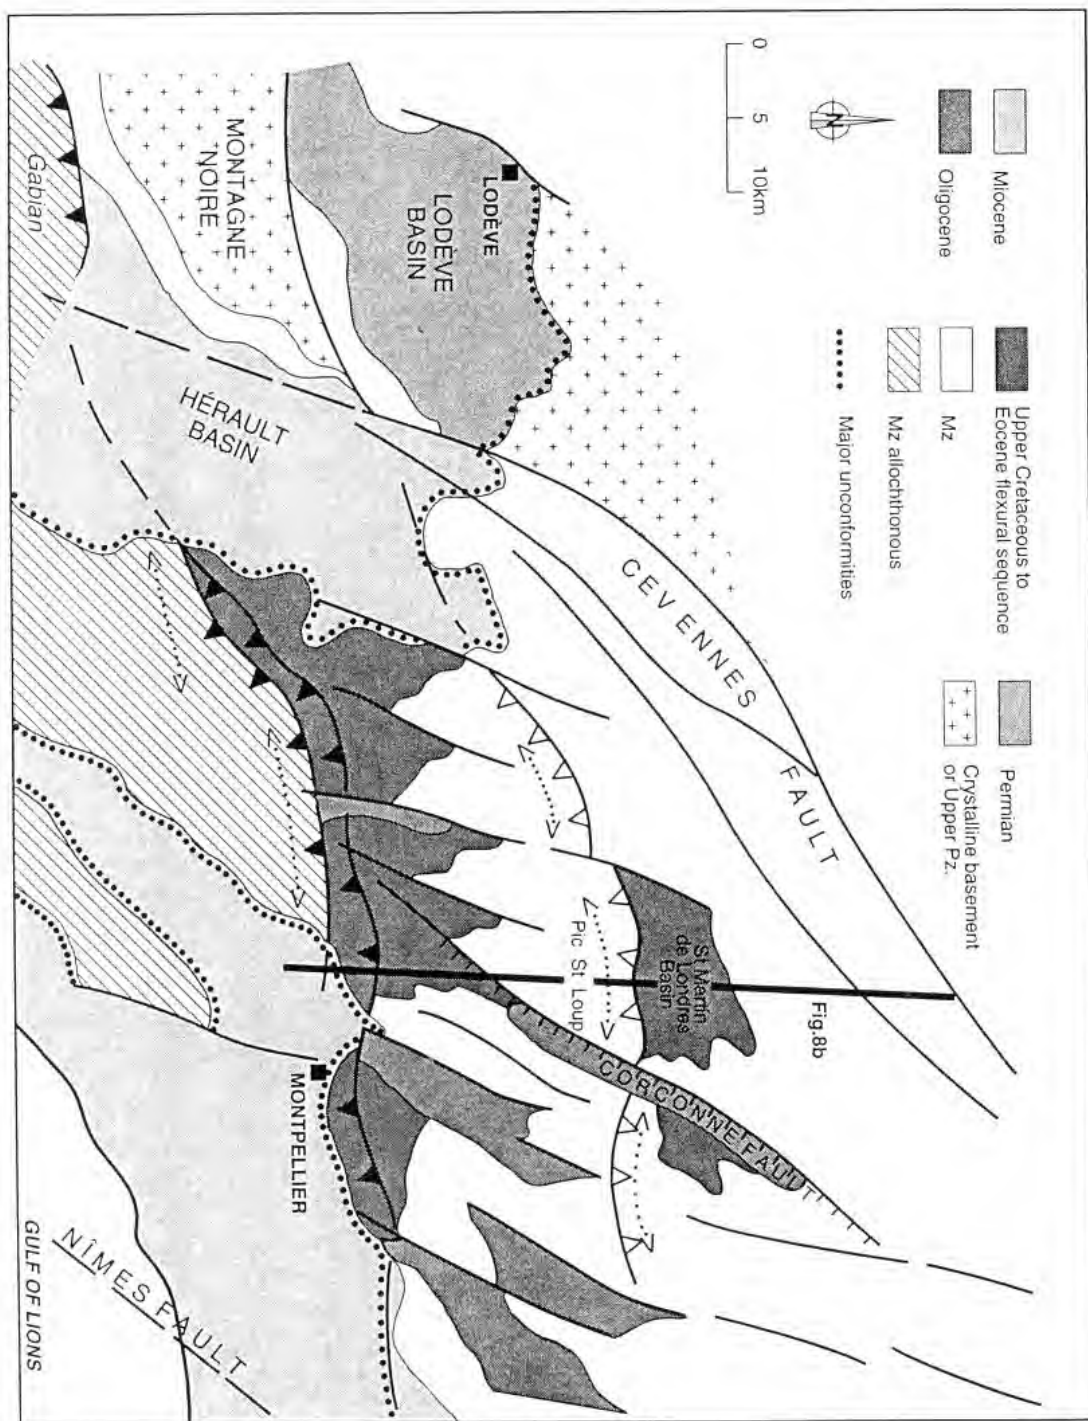 0
5
10km
N
Miocene
Oligocene
Upper Cretaceous to
Eocene flexural sequence
Mz
Mz allochthonous
Major unconformities
Permian
Crystalline basement
or Upper Pz.
Gabian
MONTAGNE
NOIRE
LODÈVE
LODÈVE
BASIN
HÉRAULT
BASIN
CEVENNES
FAULT
St Martin
de Londres
Basin
Pic St Loup
Fig.8b
CORCONNE FAULT
MONTPELLIER
NÎMES FAULT
GULF OF LIONS